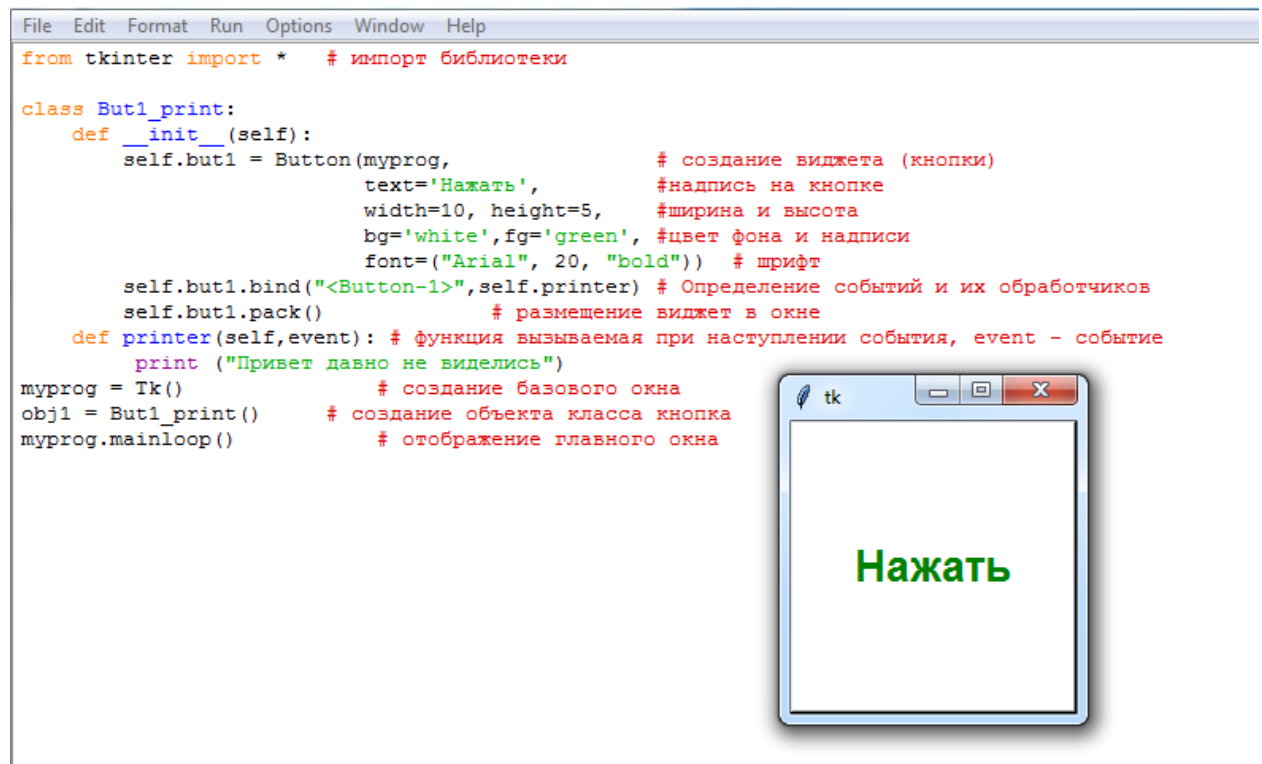 File Edit Format Run Options Window Help
from tkinter import *   # импорт библиотеки
class But1_print:
    def __init__(self):
        self.but1 = Button(myprog,                # создание виджета (кнопки)
                           text='Нажать',         #надпись на кнопке
                           width=10, height=5,    #ширина и высота
                           bg='white',fg='green', #цвет фона и надписи
                           font=("Arial", 20, "bold"))  # шрифт
        self.but1.bind("<Button-1>",self.printer) # Определение событий и их обработчиков
        self.but1.pack()             # размещение виджет в окне
    def printer(self,event): # функция вызываемая при наступлении события, event - событие
         print ("Привет давно не виделись")
myprog = Tk()               # создание базового окна
obj1 = But1_print()     # создание объекта класса кнопка
myprog.mainloop()           # отображение главного окна
tk
Нажать